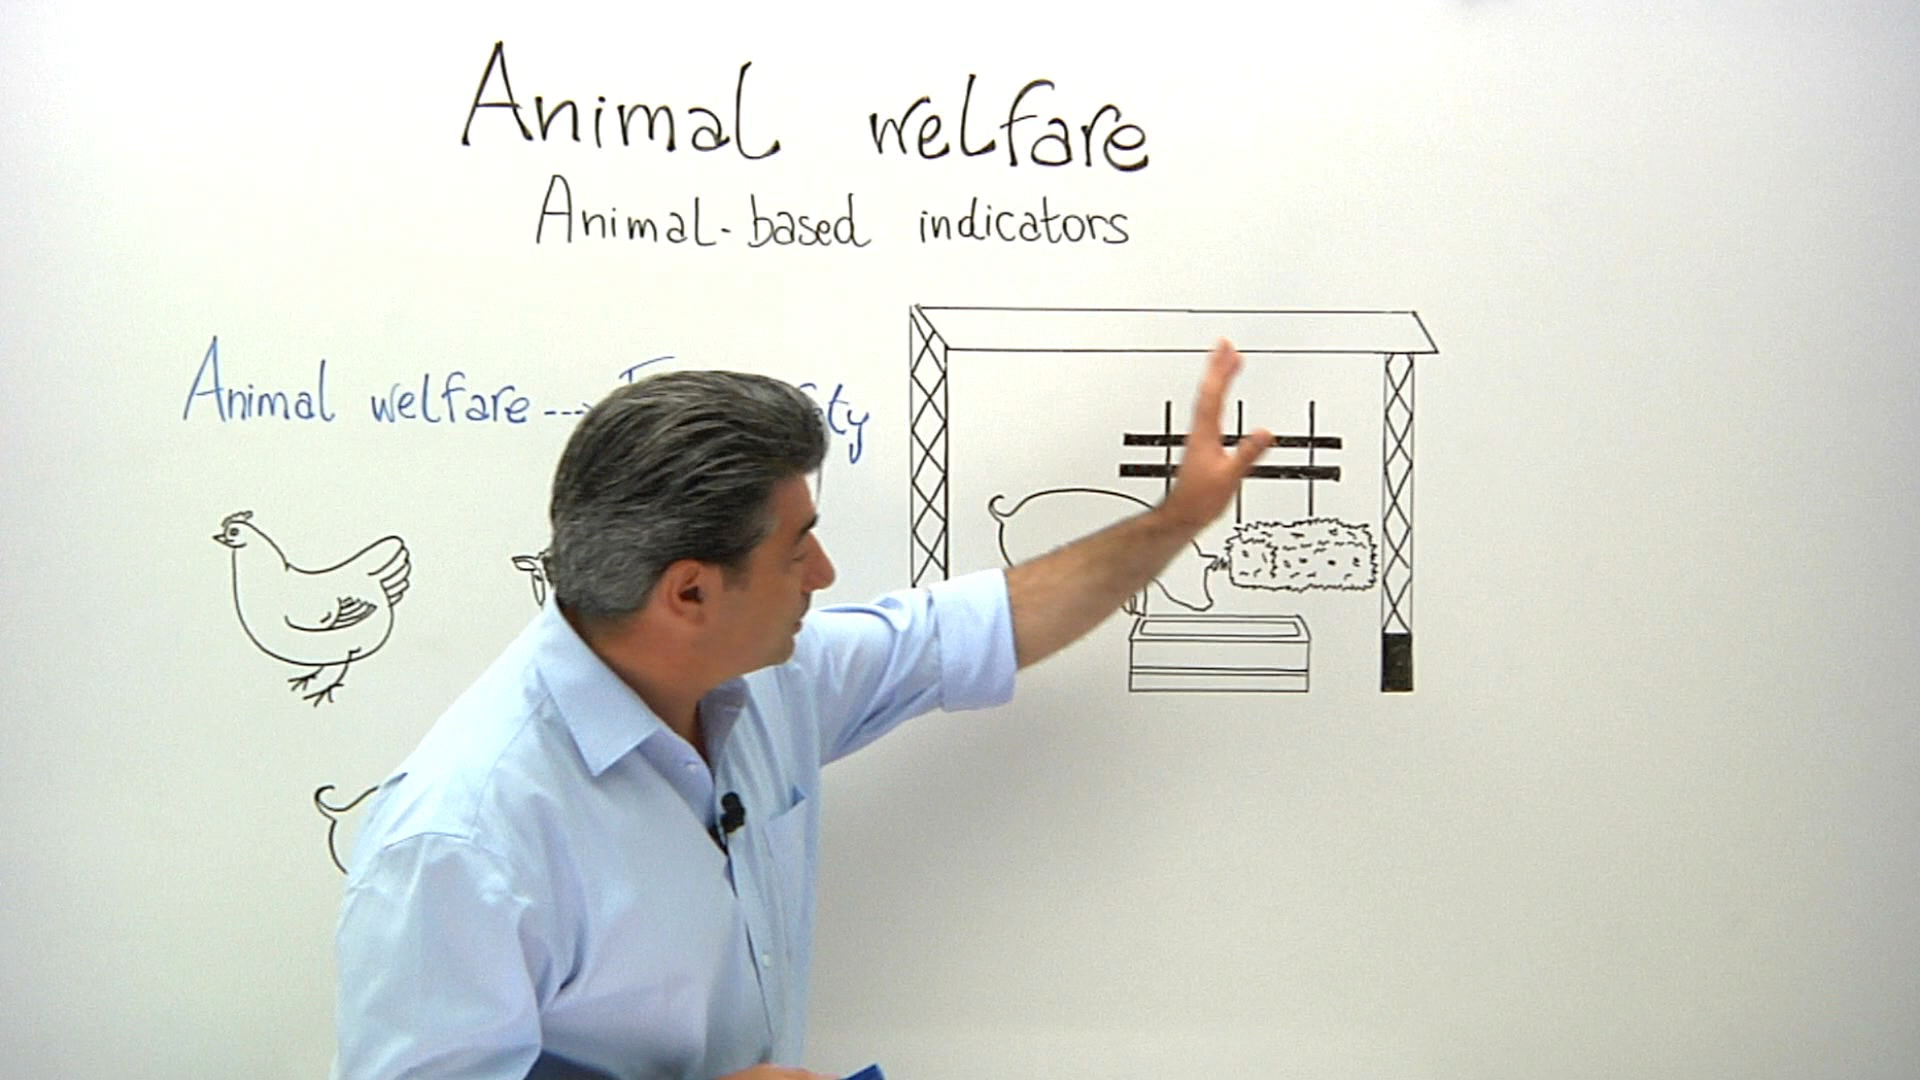 Animal welfare
Animal-based indicators
Animal welfare --->